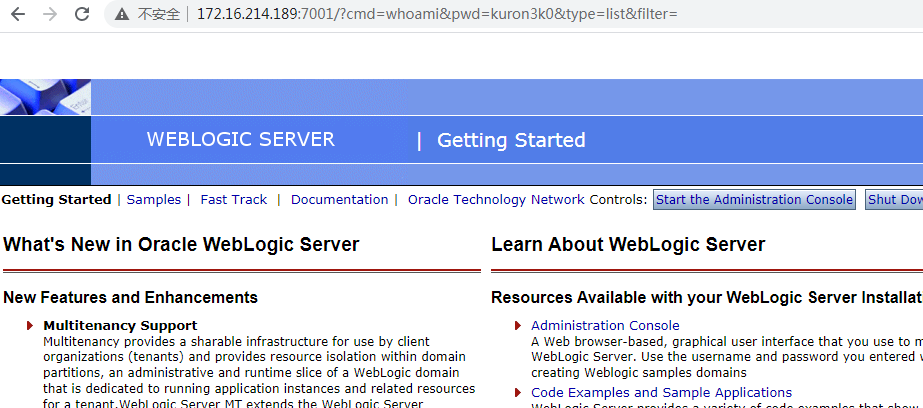 不安全 172.16.214.189:7001/?cmd=whoami&pwd=kuron3k0&type=list&filter=
WEBLOGIC SERVER | Getting Started
Getting Started | Samples | Fast Track | Documentation | Oracle Technology Network Controls: Start the Administration Console Shut Dow
What's New in Oracle WebLogic Server
New Features and Enhancements
Multitenancy Support
Multitenancy provides a sharable infrastructure for use by client
organizations (tenants) and provides resource isolation within domain
partitions, an administrative and runtime slice of a WebLogic domain
that is dedicated to running application instances and related resources
for a tenant.WebLogic Server MT extends the WebLogic Server
Learn About WebLogic Server
Resources Available with your WebLogic Server Installat
Administration Console
A Web browser-based, graphical user interface that you use to m
WebLogic Server. Use the username and password you entered w
creating Weblogic samples domains
Code Examples and Sample Applications
WebLogic Server provides a variety of code examples that show